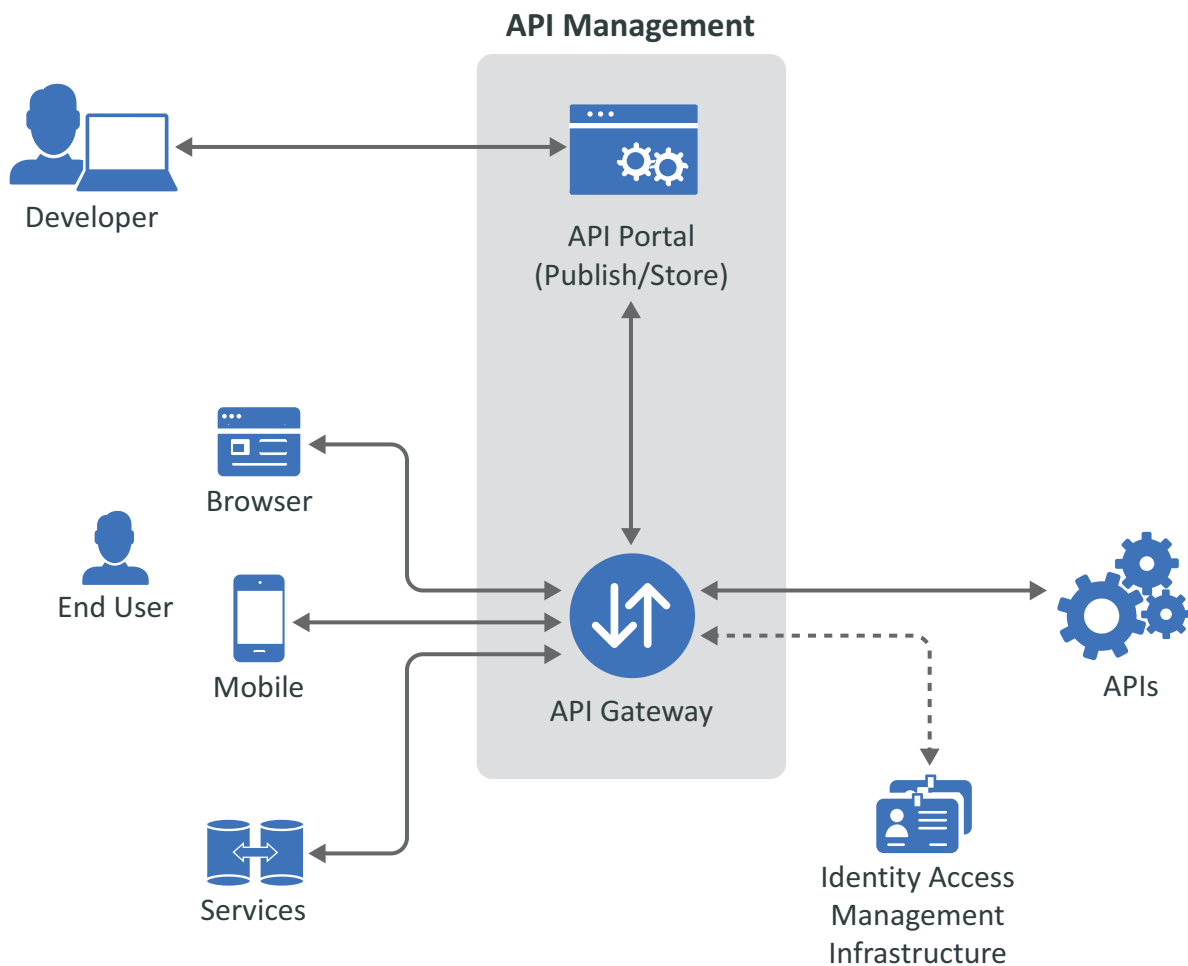 API Management
Developer
API Portal
(Publish/Store)
Browser
End User
Mobile
API Gateway
APIs
Services
Identity Access
Management
Infrastructure